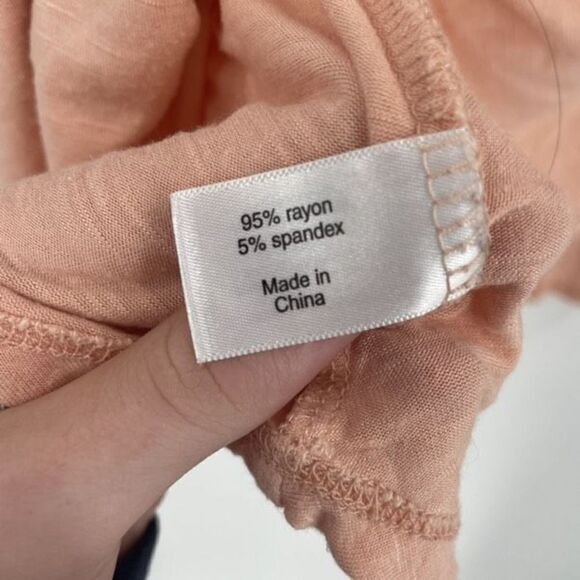 95% rayon
5% spandex
Made in
China